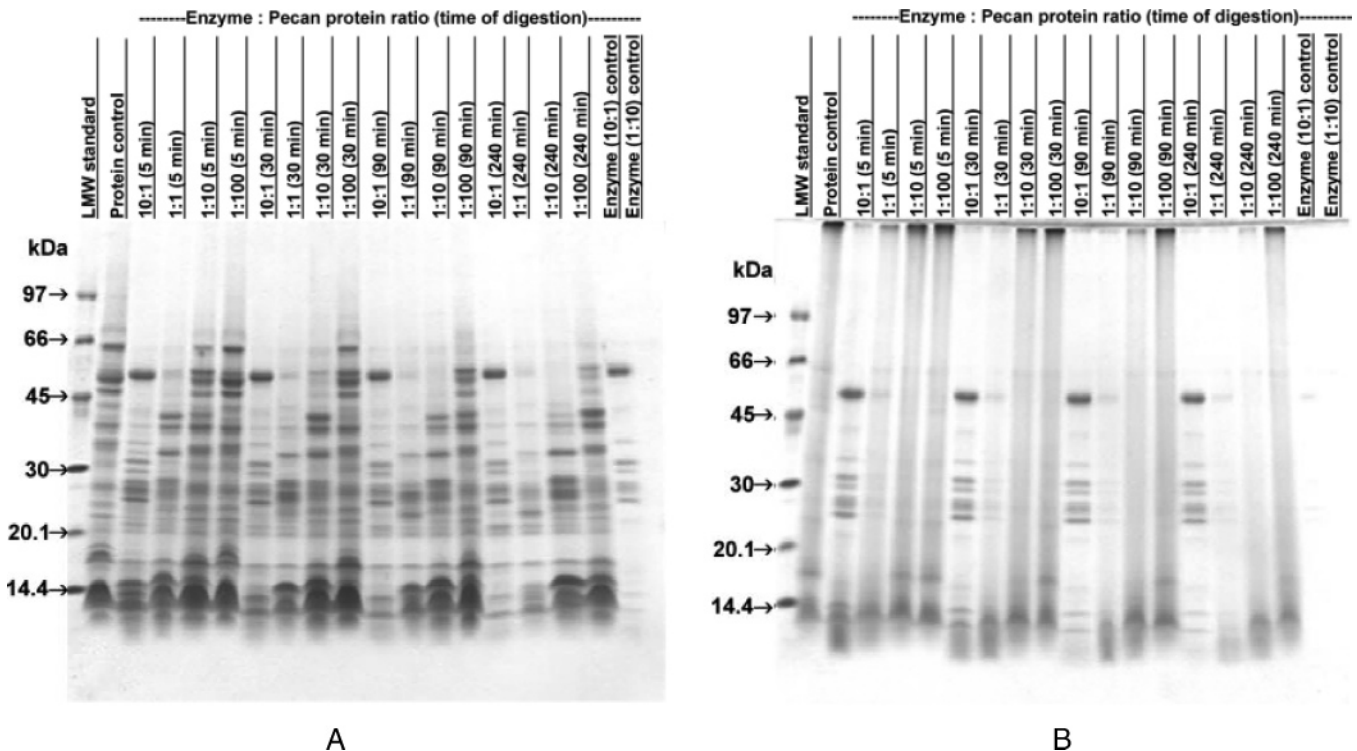 --------Enzyme : Pecan protein ratio (time of digestion)---------
LMW standard
Protein control
10:1 (5 min)
1:1 (5 min)
1:10 (5 min)
1:100 (5 min)
10:1 (30 min)
1:1 (30 min)
1:10 (30 min)
1:100 (30 min)
10:1 (90 min)
1:1 (90 min)
1:10 (90 min)
1:100 (90 min)
10:1 (240 min)
1:1 (240 min)
1:10 (240 min)
1:100 (240 min)
Enzyme (10:1) control
Enzyme (1:10) control
kDa
97→
66→
45→
30→
20.1→
14.4→
A
--------Enzyme : Pecan protein ratio (time of digestion)---------
LMW standard
Protein control
10:1 (5 min)
1:1 (5 min)
1:10 (5 min)
1:100 (5 min)
10:1 (30 min)
1:1 (30 min)
1:10 (30 min)
1:100 (30 min)
10:1 (90 min)
1:1 (90 min)
1:10 (90 min)
1:100 (90 min)
10:1 (240 min)
1:1 (240 min)
1:10 (240 min)
1:100 (240 min)
Enzyme (10:1) control
Enzyme (1:10) control
kDa
97→
66→
45→
30→
20.1→
14.4→
B